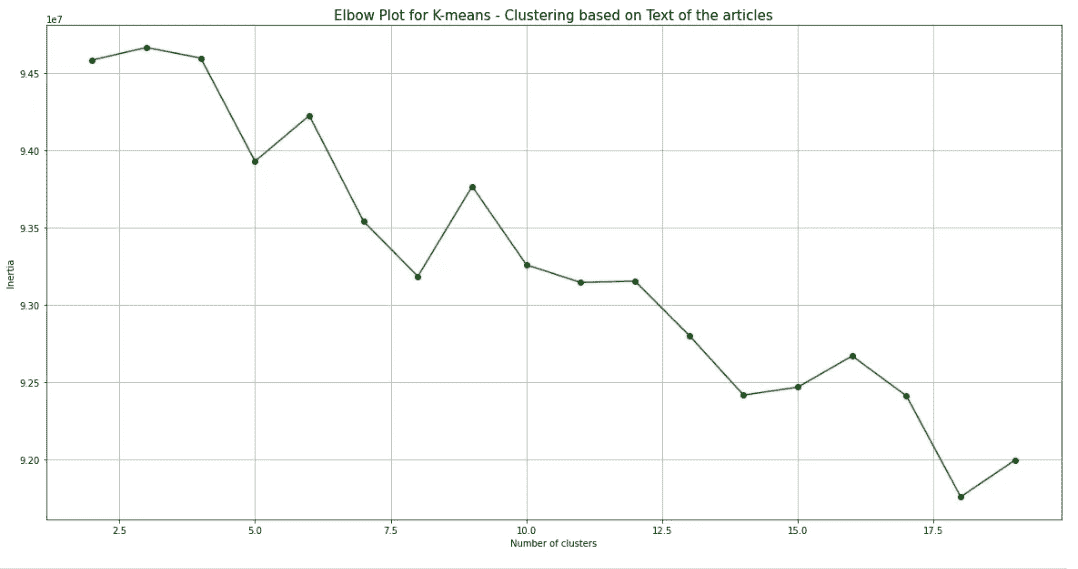 Elbow Plot for K-means - Clustering based on Text of the articles
1e7
9.45
9.40
9.35
9.30
9.25
9.20
Inertia
2.5 5.0 7.5 10.0 12.5 15.0 17.5
Number of clusters